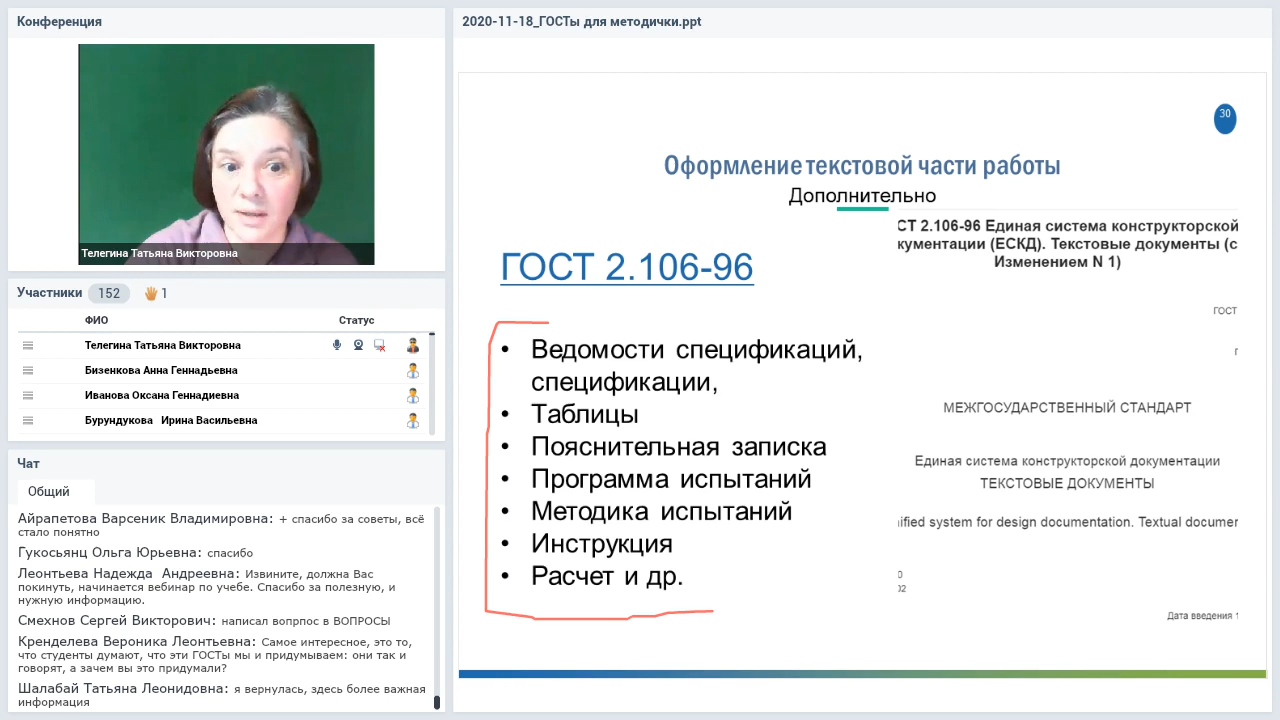 Конференция
Телегина Татьяна Викторовна
Участники 152 1
ФИО Статус
Телегина Татьяна Викторовна
Бизенкова Анна Геннадьевна
Иванова Оксана Геннадиевна
Бурундукова Ирина Васильевна
Чат
Общий
Айрапетова Варсеник Владимировна: + спасибо за советы, всё
стало понятно
Гукосьянц Ольга Юрьевна: спасибо
Леонтьева Надежда Андреевна: Извините, должна Вас
покинуть, начинается вебинар по учебе. Спасибо за полезную, и
нужную информацию.
Смехнов Сергей Викторович: написал вопрпос в ВОПРОСЫ
Кренделева Вероника Леонтьевна: Самое интересное, это то,
что студенты думают, что эти ГОСТы мы и придумываем: они так и
говорят, а зачем вы это придумали?
Шалабай Татьяна Леонидовна: я вернулась, здесь более важная
информация
2020-11-18_ГОСТы для методички.ppt
30
Оформление текстовой части работы
Дополнительно
ГОСТ 2.106-96
• Ведомости спецификаций,
спецификации,
• Таблицы
• Пояснительная записка
• Программа испытаний
• Методика испытаний
• Инструкция
• Расчет и др.
СТ 2.106-96 Единая система конструкторской
кументации (ЕСКД). Текстовые документы (с
Изменением N 1)
ГОСТ
МЕЖГОСУДАРСТВЕННЫЙ СТАНДАРТ
Единая система конструкторской документации
ТЕКСТОВЫЕ ДОКУМЕНТЫ
nified system for design documentation. Textual documer
0
02
Дата введения 1